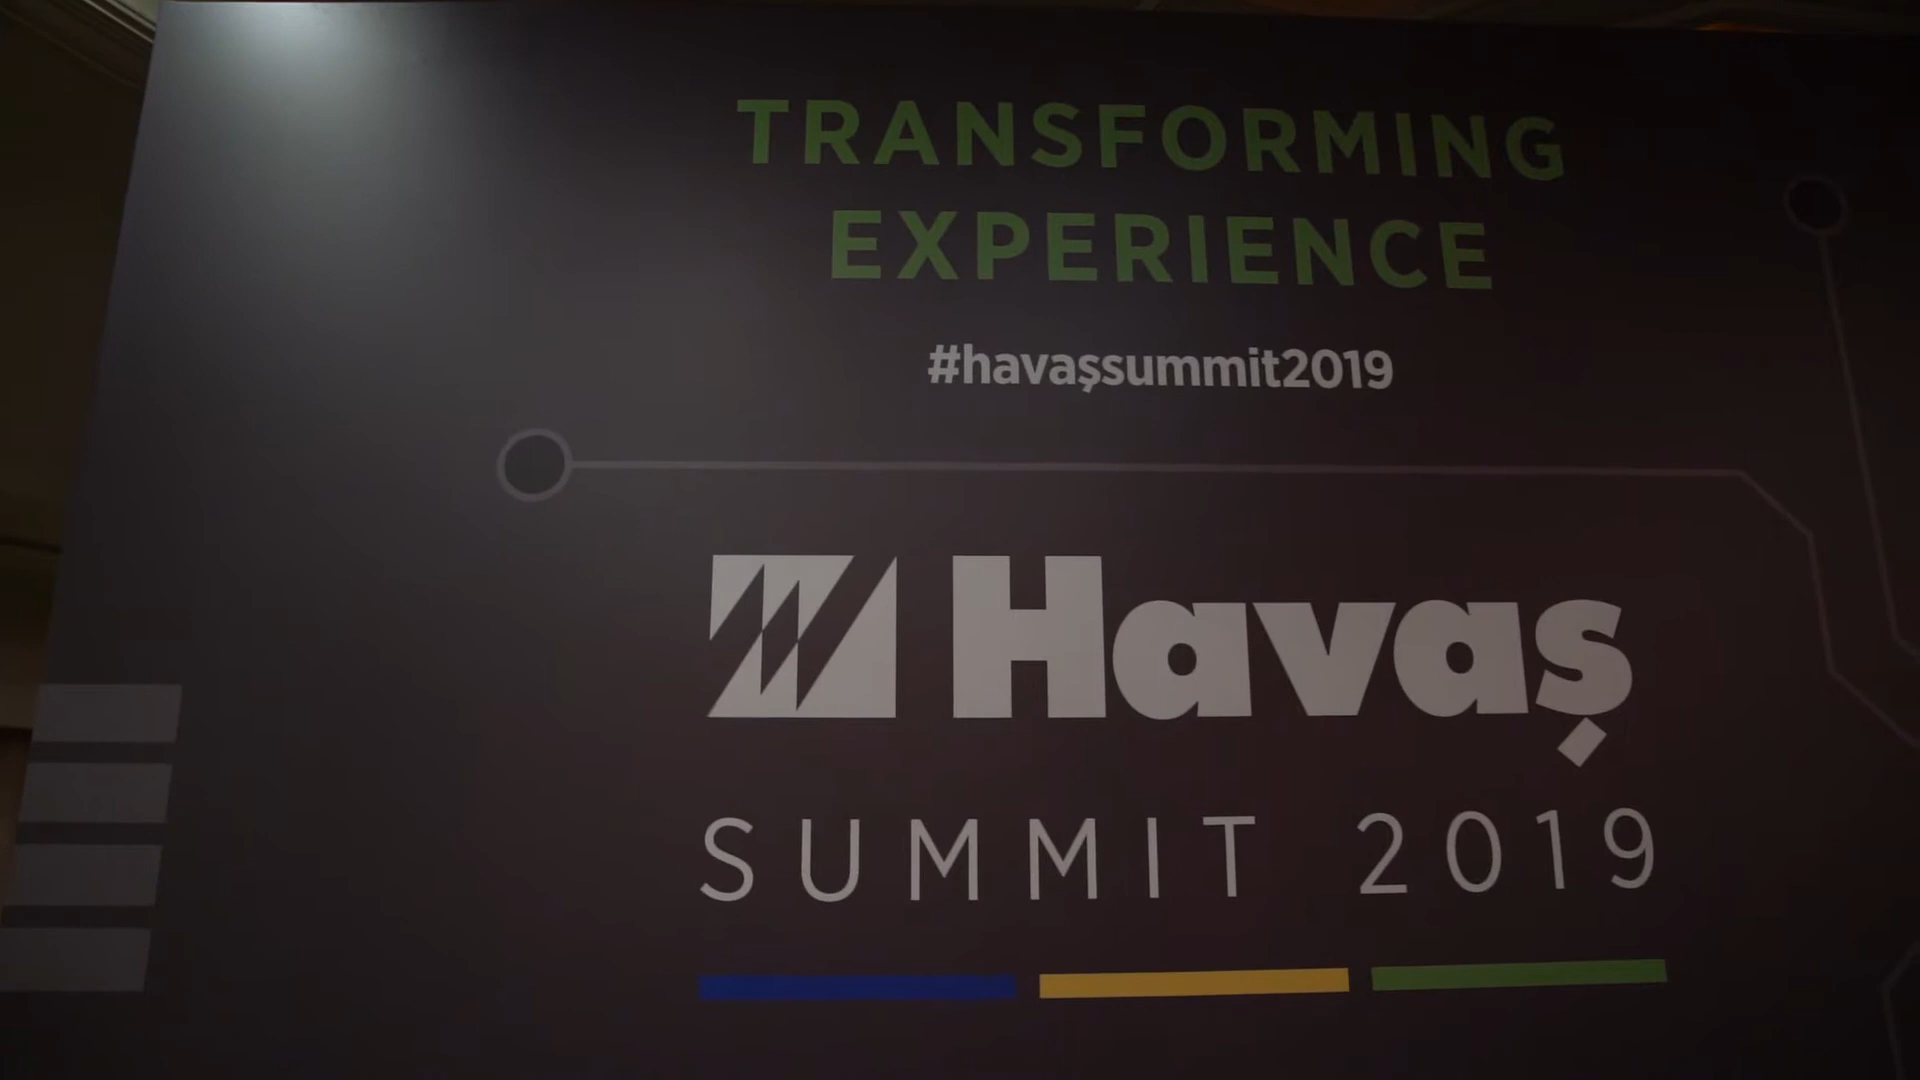 TRANSFORMING
EXPERIENCE
#havaşsummit2019
Havaş
SUMMIT 2019